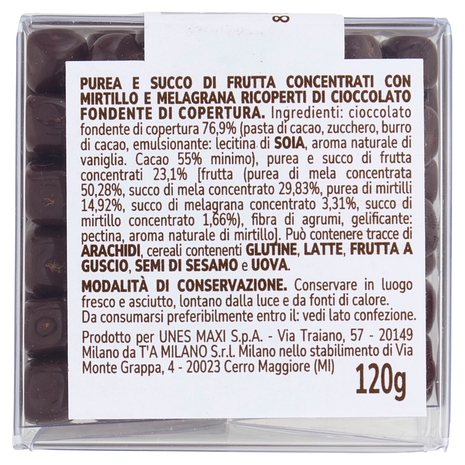 8
PUREA E SUCCO DI FRUTTA CONCENTRATI CON
MIRTILLO E MELAGRANA RICOPERTI DI CIOCCOLATO
FONDENTE DI COPERTURA. Ingredienti: cioccolato
fondente di copertura 76,9% (pasta di cacao, zucchero, burro
di cacao, emulsionante: lecitina di SOIA, aroma naturale di
vaniglia. Cacao 55% minimo), purea e succo di frutta
concentrati 23,1% [frutta (purea di mela concentrata
50,28%, succo di mela concentrato 29,83%, purea di mirtilli
14,92%, succo di melagrana concentrato 3,31%, succo di
mirtillo concentrato 1,66%), fibra di agrumi, gelificante:
pectina, aroma naturale di mirtillo]. Può contenere tracce di
ARACHIDI, cereali contenenti GLUTINE, LATTE, FRUTTA A
GUSCIO, SEMI DI SESAMO e UOVA.
MODALITÀ DI CONSERVAZIONE. Conservare in luogo
fresco e asciutto, lontano dalla luce e da fonti di calore.
Da consumarsi preferibilmente entro il: vedi lato confezione.
Prodotto per UNES MAXI S.p.A. - Via Traiano, 57 - 20149
Milano da T'A MILANO S.r.l. Milano nello stabilimento di Via
Monte Grappa, 4 - 20023 Cerro Maggiore (MI)
120g